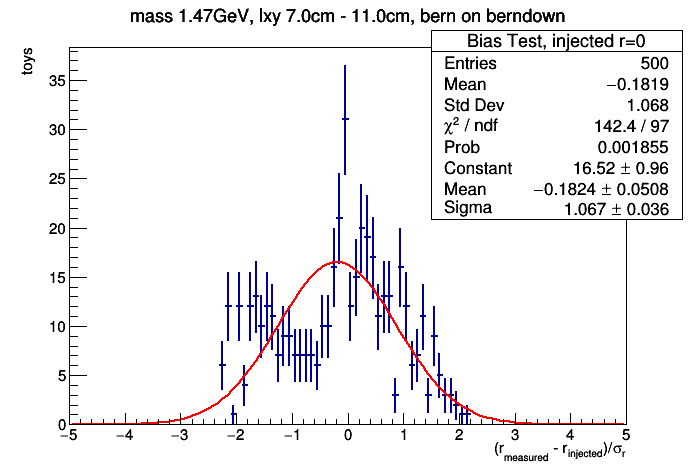 mass 1.47GeV, lxy 7.0cm - 11.0cm, bern on berndown
Bias Test, injected r=0
Entries 500
Mean −0.1819
Std Dev 1.068
χ² / ndf 142.4 / 97
Prob 0.001855
Constant 16.52 ± 0.96
Mean −0.1824 ± 0.0508
Sigma 1.067 ± 0.036
toys
35
30
25
20
15
10
5
0
−5 −4 −3 −2 −1 0 1 2 3 4 5
(r_measured - r_injected)/σ_r